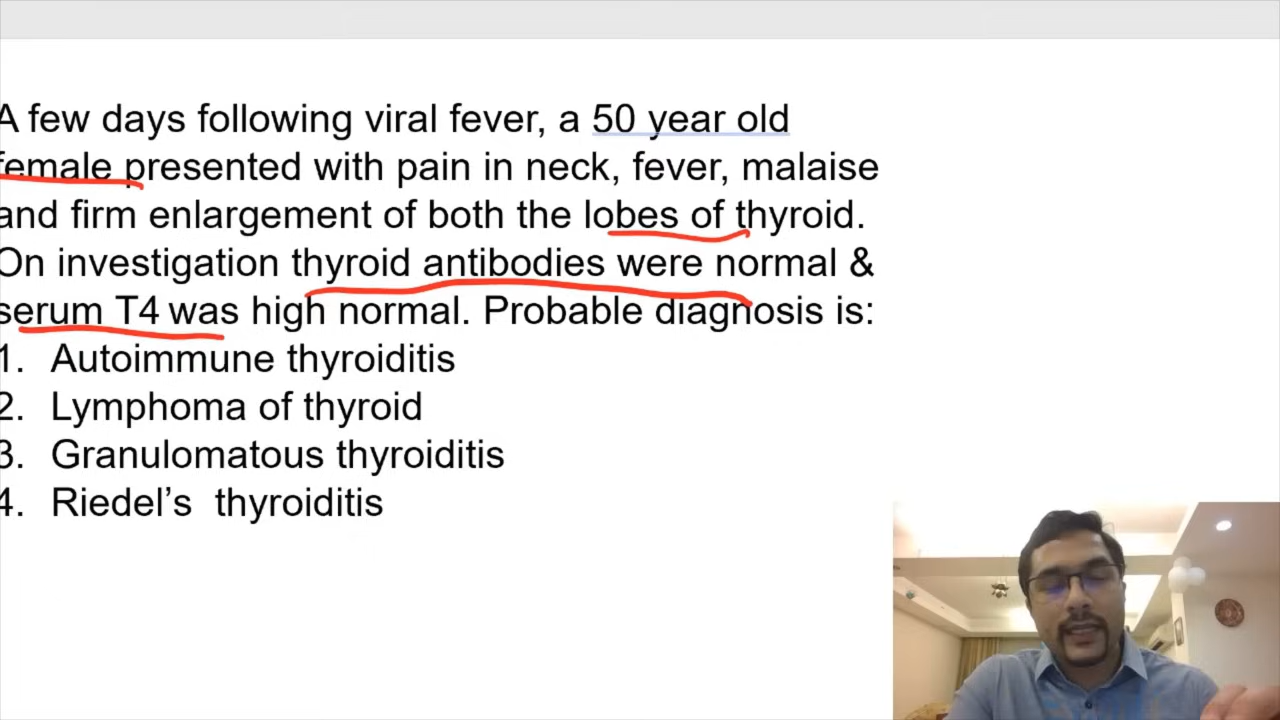 A few days following viral fever, a 50 year old
female presented with pain in neck, fever, malaise
and firm enlargement of both the lobes of thyroid.
On investigation thyroid antibodies were normal &
serum T4 was high normal. Probable diagnosis is:
1. Autoimmune thyroiditis
2. Lymphoma of thyroid
3. Granulomatous thyroiditis
4. Riedel’s thyroiditis